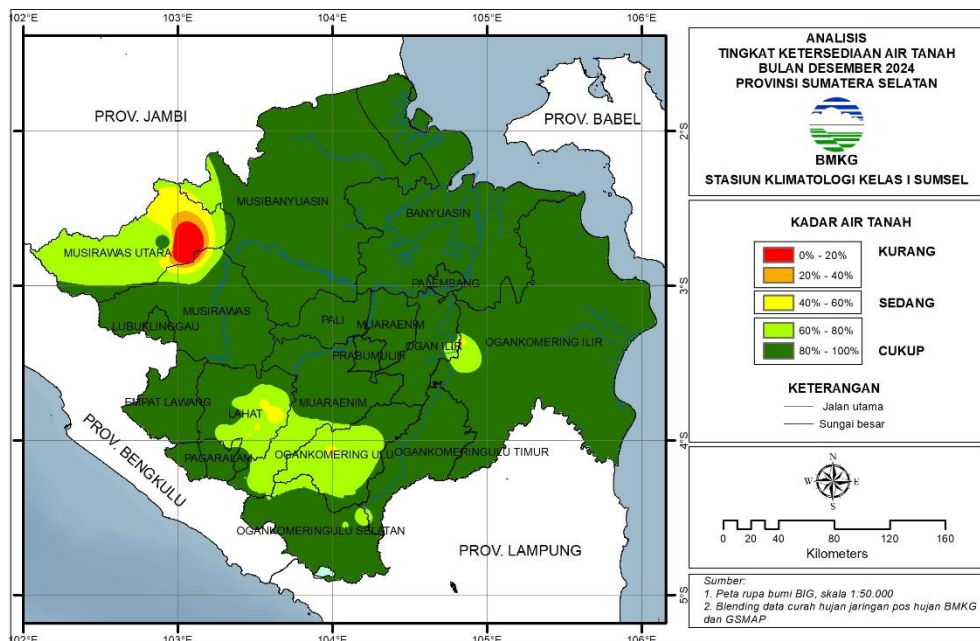 102°E 103°E 104°E 105°E 106°E
PROV. JAMBI
PROV. BABEL
2°S
MUSIBANYUASIN
BANYUASIN
MUSIRAWAS UTARA
PALEMBANG
3°S
MUSIRAWAS
PALI
MUARAENIM
LUBUKLINGGAU
OGAN ILIR
OGANKOMERING ILIR
PRABUMULIH
EMPAT LAWANG
LAHAT
MUARAENIM
4°S
PAGARALAM
OGANKOMERING ULU
OGANKOMERINGULU TIMUR
PROV. BENGKULU
OGANKOMERINGULU SELATAN
PROV. LAMPUNG
5°S
102°E 103°E 104°E 105°E 106°E
ANALISIS
TINGKAT KETERSEDIAAN AIR TANAH
BULAN DESEMBER 2024
PROVINSI SUMATERA SELATAN
BMKG
STASIUN KLIMATOLOGI KELAS I SUMSEL
KADAR AIR TANAH
0% - 20% KURANG
20% - 40%
40% - 60% SEDANG
60% - 80%
80% - 100% CUKUP
KETERANGAN
Jalan utama
Sungai besar
N
W E
S
0 20 40 80 120 160
Kilometers
Sumber:
1. Peta rupa bumi BIG, skala 1:50.000
2. Blending data curah hujan jaringan pos hujan BMKG
dan GSMAP